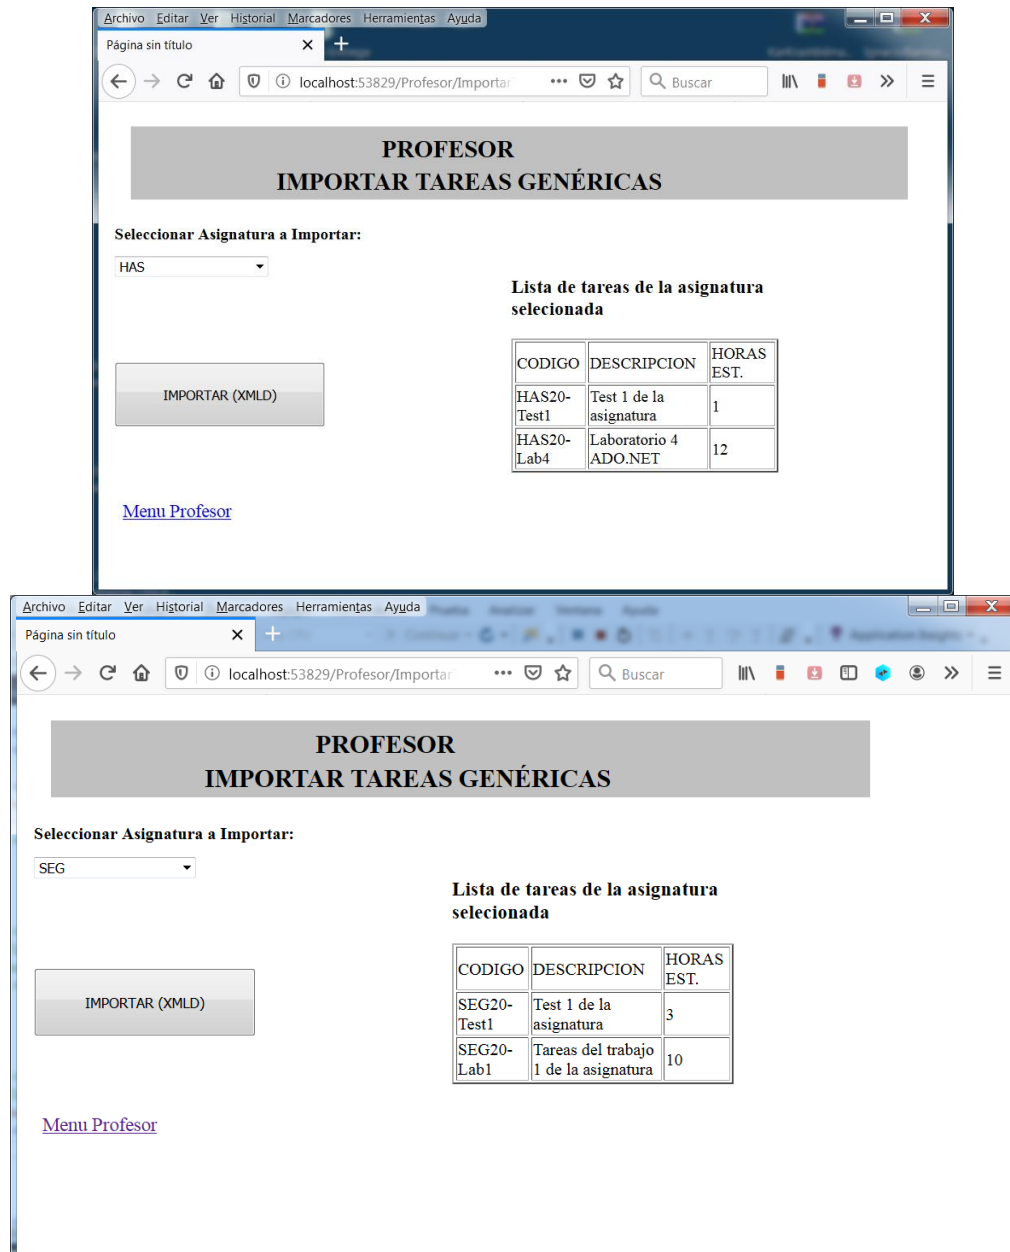 Archivo Editar Ver Historial Marcadores Herramientas Ayuda
Página sin título
localhost:53829/Profesor/Importar
Buscar
PROFESOR
IMPORTAR TAREAS GENÉRICAS
Seleccionar Asignatura a Importar:
HAS
Lista de tareas de la asignatura
selecionada
CODIGO DESCRIPCION HORAS EST.
HAS20-Test1 Test 1 de la asignatura 1
HAS20-Lab4 Laboratorio 4 ADO.NET 12
IMPORTAR (XMLD)
Menu Profesor
Archivo Editar Ver Historial Marcadores Herramientas Ayuda
Página sin título
localhost:53829/Profesor/Importar
Buscar
PROFESOR
IMPORTAR TAREAS GENÉRICAS
Seleccionar Asignatura a Importar:
SEG
Lista de tareas de la asignatura
selecionada
CODIGO DESCRIPCION HORAS EST.
SEG20-Test1 Test 1 de la asignatura 3
SEG20-Lab1 Tareas del trabajo 1 de la asignatura 10
IMPORTAR (XMLD)
Menu Profesor